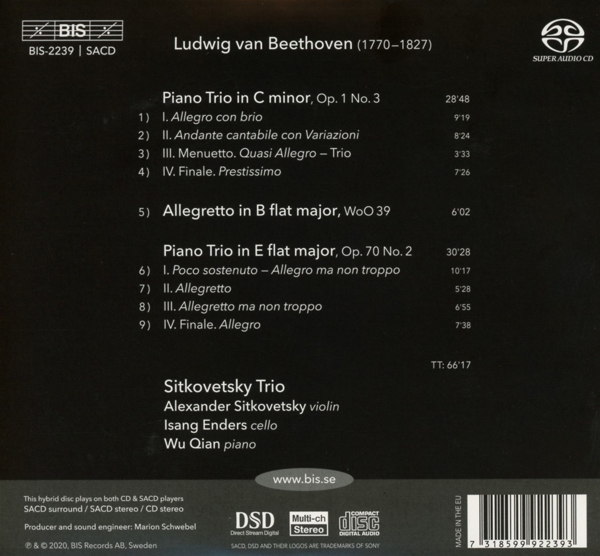 BIS
BIS-2239 | SACD
Ludwig van Beethoven (1770–1827)
SUPER AUDIO CD
Piano Trio in C minor, Op. 1 No. 3 28'48
1) I. Allegro con brio 9'19
2) II. Andante cantabile con Variazioni 8'24
3) III. Menuetto. Quasi Allegro – Trio 3'33
4) IV. Finale. Prestissimo 7'26
5) Allegretto in B flat major, WoO 39 6'02
Piano Trio in E flat major, Op. 70 No. 2 30'28
6) I. Poco sostenuto – Allegro ma non troppo 10'17
7) II. Allegretto 5'28
8) III. Allegretto ma non troppo 6'55
9) IV. Finale. Allegro 7'38
TT: 66'17
Sitkovetsky Trio
Alexander Sitkovetsky violin
Isang Enders cello
Wu Qian piano
www.bis.se
This hybrid disc plays on both CD & SACD players
SACD surround / SACD stereo / CD stereo
Producer and sound engineer: Marion Schwebel
℗ & © 2020, BIS Records AB, Sweden
DSD
Direct Stream Digital
Multi-ch
Stereo
COMPACT
disc
DIGITAL AUDIO
SACD, DSD AND THEIR LOGOS ARE TRADEMARKS OF SONY
MADE IN THE EU
7 318599 922393